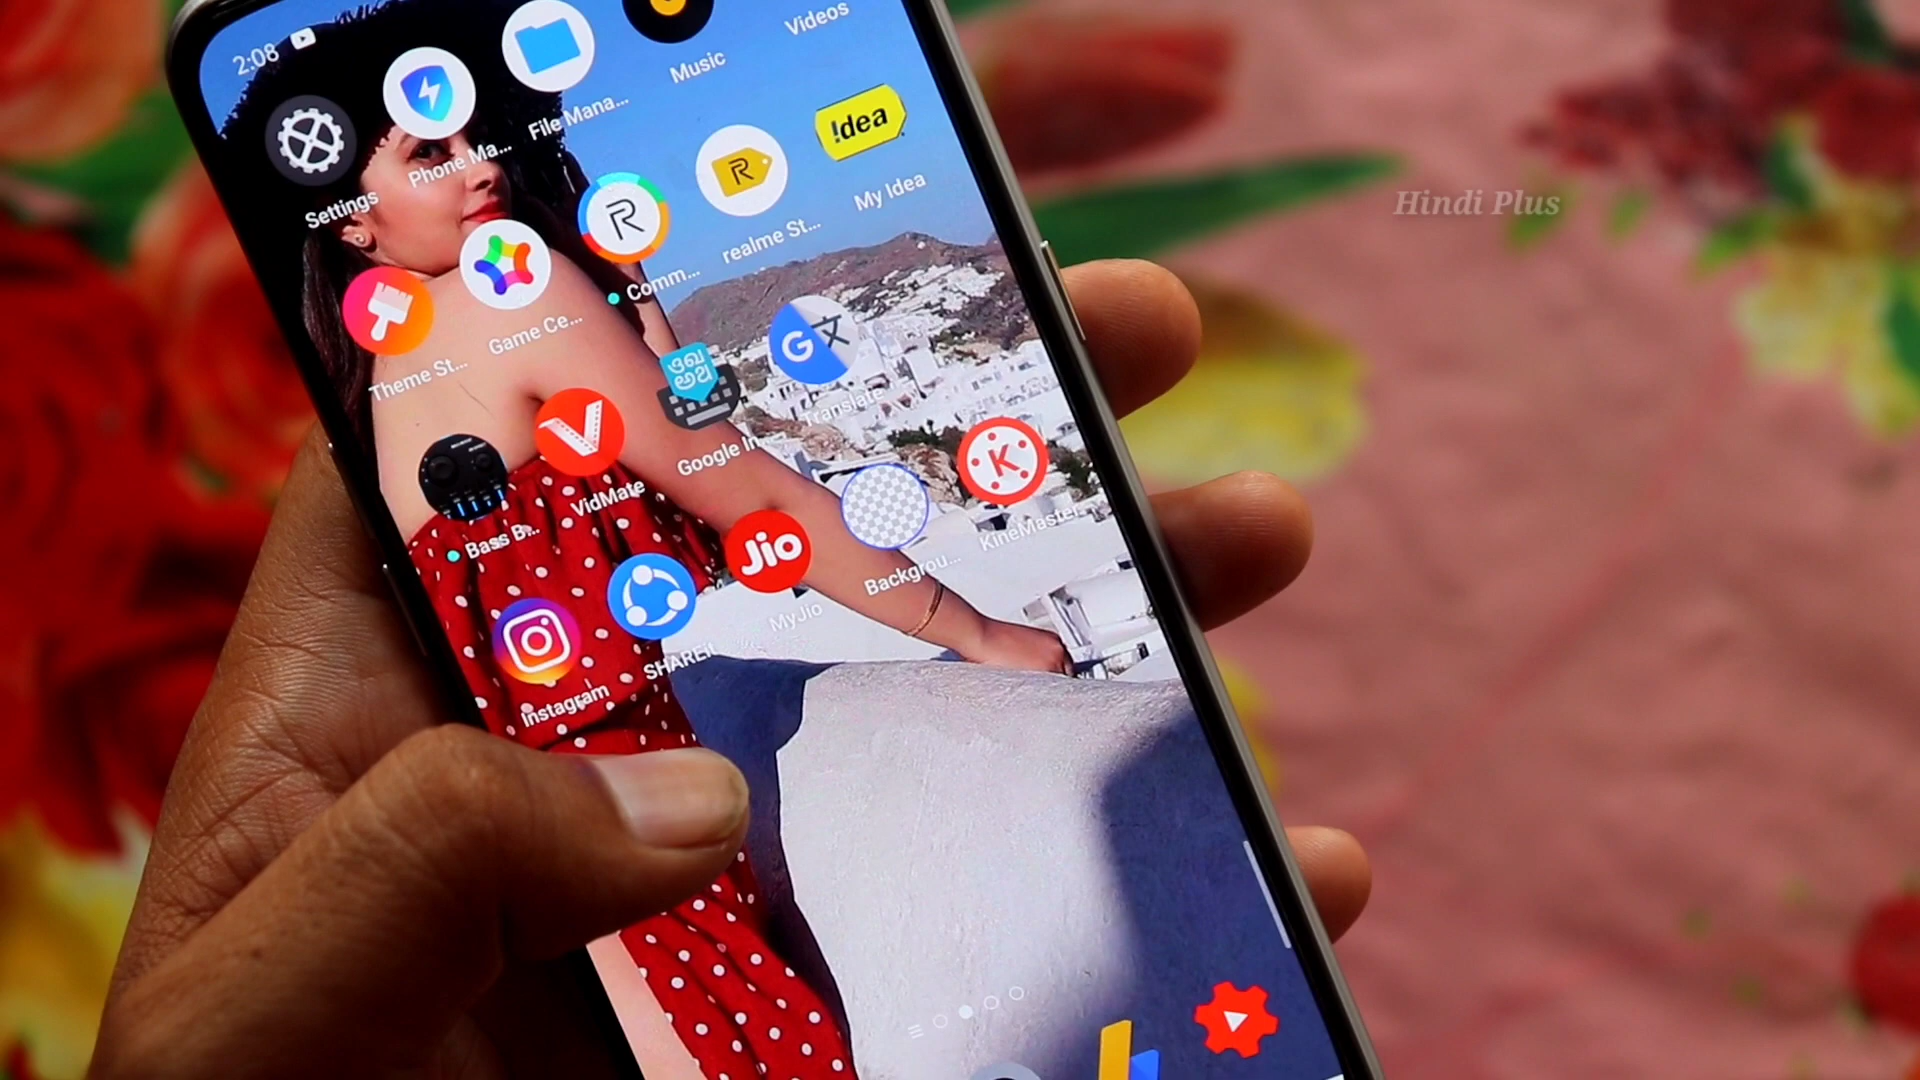 2:08
Settings
Phone Ma...
File Mana...
Music
Videos
Theme St...
Game Ce...
R
Comm...
R
realme St...
!dea
My Idea
Bass B...
VidMate
Google In
G
Translate
Instagram
SHAREit
Jio
MyJio
Backgrou...
K
KineMaster
Hindi Plus